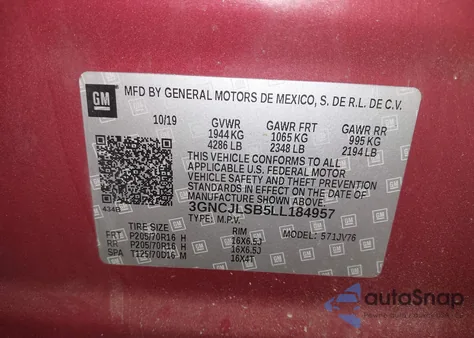 GM
MFD BY GENERAL MOTORS DE MEXICO, S. DE R.L. DE C.V.
10/19 GVWR GAWR FRT GAWR RR
1944 KG 1065 KG 995 KG
4286 LB 2348 LB 2194 LB
THIS VEHICLE CONFORMS TO ALL
APPLICABLE U.S. FEDERAL MOTOR
VEHICLE SAFETY AND THEFT
PREVENTION STANDARDS
IN EFFECT ON THE DATE OF
MANUFACTURE SHOWN ABOVE.
434B
3GNCJLSB5LL184957
TYPE: M.P.V. MODEL: 571JV76
TIRE SIZE RIM
FRT P205/70R16 H 16X6.5J
RR P205/70R16 H 16X6.5J
SPA T125/70D16 M 16X4T
autoSnap